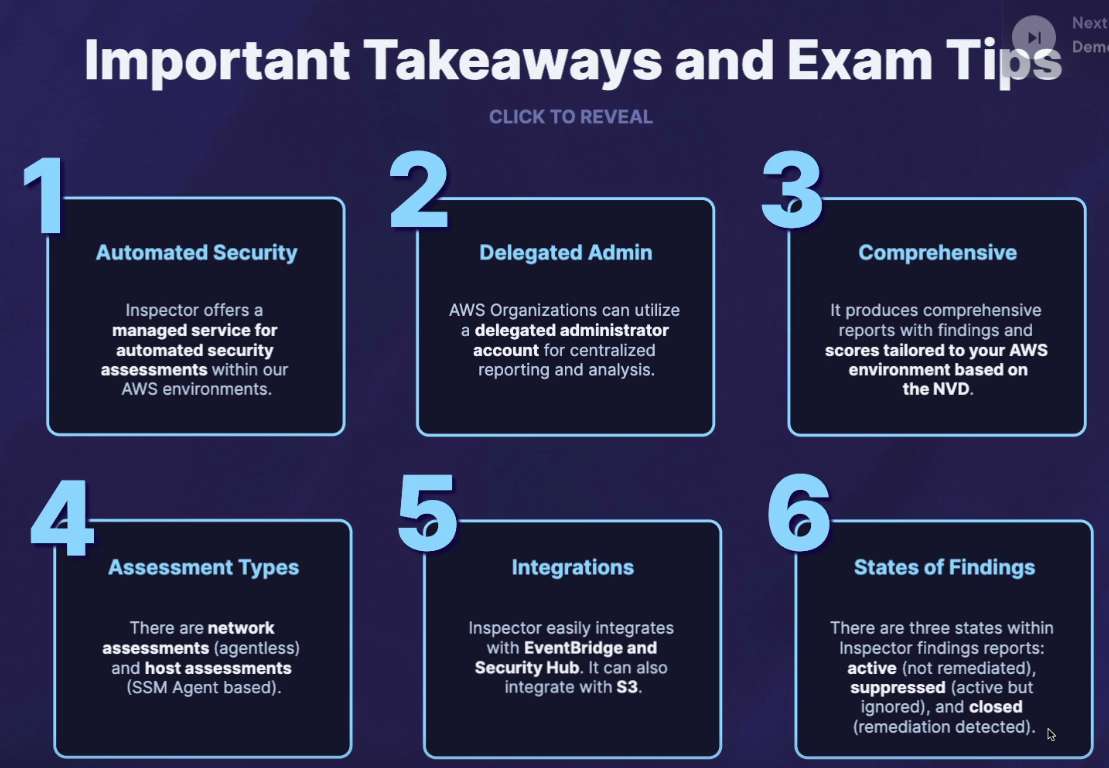 Next
Demo
Important Takeaways and Exam Tips
CLICK TO REVEAL
1
Automated Security
Inspector offers a
managed service for
automated security
assessments within our
AWS environments.
2
Delegated Admin
AWS Organizations can utilize
a delegated administrator
account for centralized
reporting and analysis.
3
Comprehensive
It produces comprehensive
reports with findings and
scores tailored to your AWS
environment based on
the NVD.
4
Assessment Types
There are network
assessments (agentless)
and host assessments
(SSM Agent based).
5
Integrations
Inspector easily integrates
with EventBridge and
Security Hub. It can also
integrate with S3.
6
States of Findings
There are three states within
Inspector findings reports:
active (not remediated),
suppressed (active but
ignored), and closed
(remediation detected).